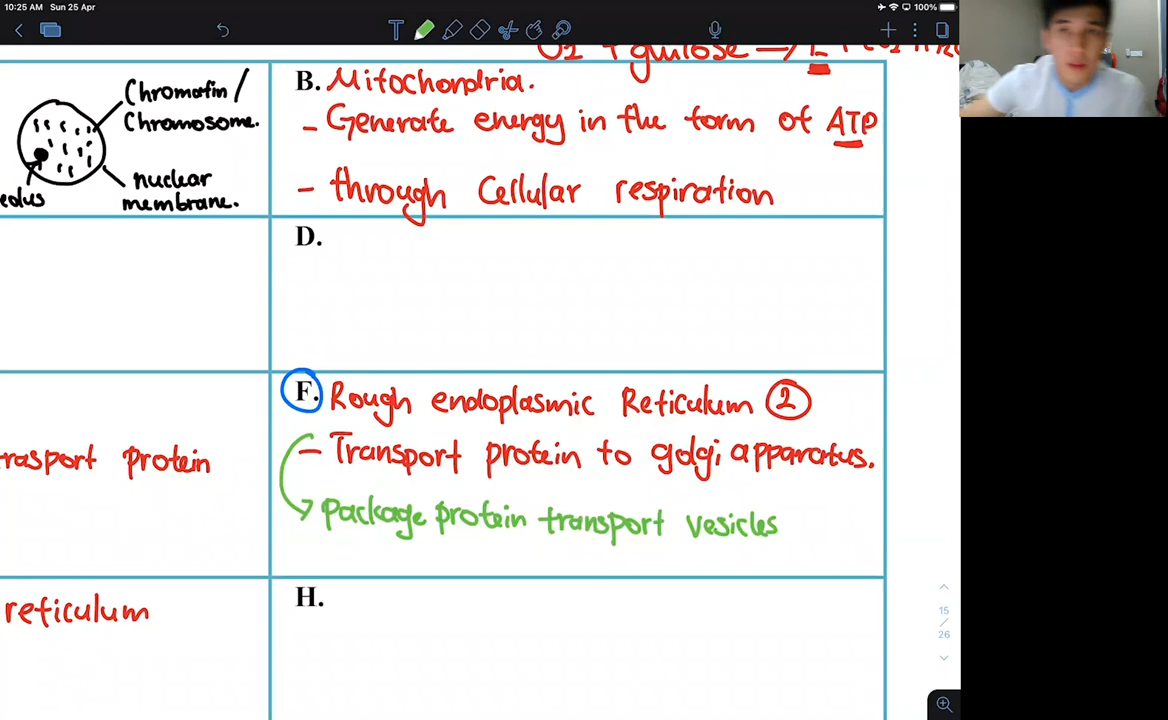 10:25 AM Sun 25 Apr
100%
T
Chromatin /
Chromosome.
nuclear
membrane.
eolus
B. Mitochondria.
- Generate energy in the form of ATP
- through Cellular respiration
D.
F. Rough endoplasmic Reticulum 2
- Transport protein to golgi apparatus.
package protein transport vesicles
rasport protein
reticulum
H.
15
/
26